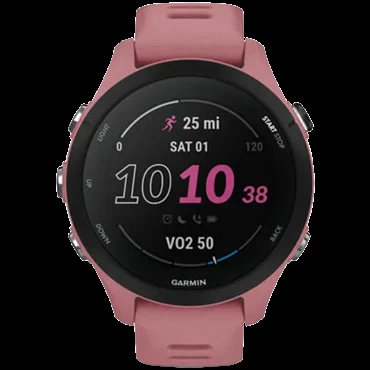 LIGHT
START STOP
25 mi
SAT 01
0
120
10 10 38
UP
DOWN
BACK
VO2 50
GARMIN